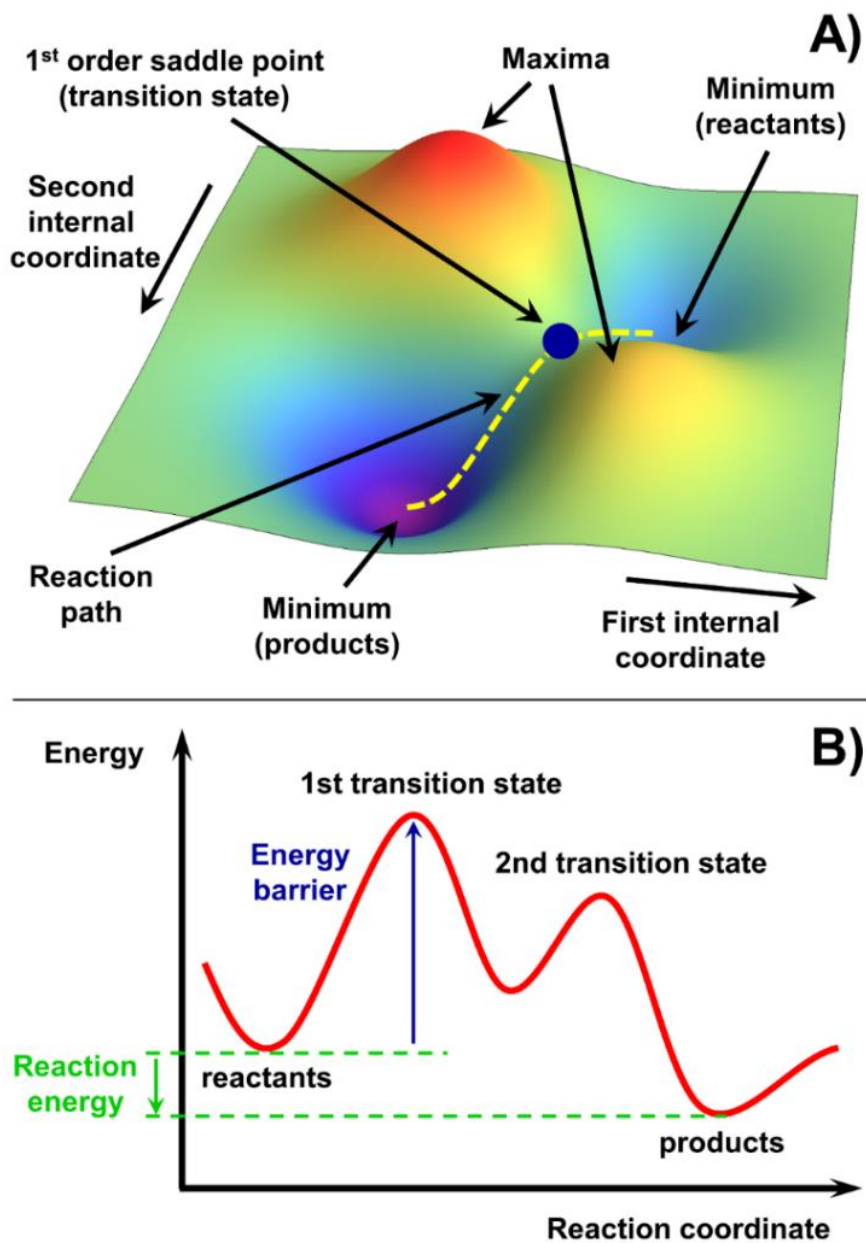 A)
1st order saddle point
(transition state)
Maxima
Minimum
(reactants)
Second
internal
coordinate
Reaction
path
Minimum
(products)
First internal
coordinate
B)
Energy
1st transition state
Energy
barrier
2nd transition state
Reaction
energy
reactants
products
Reaction coordinate